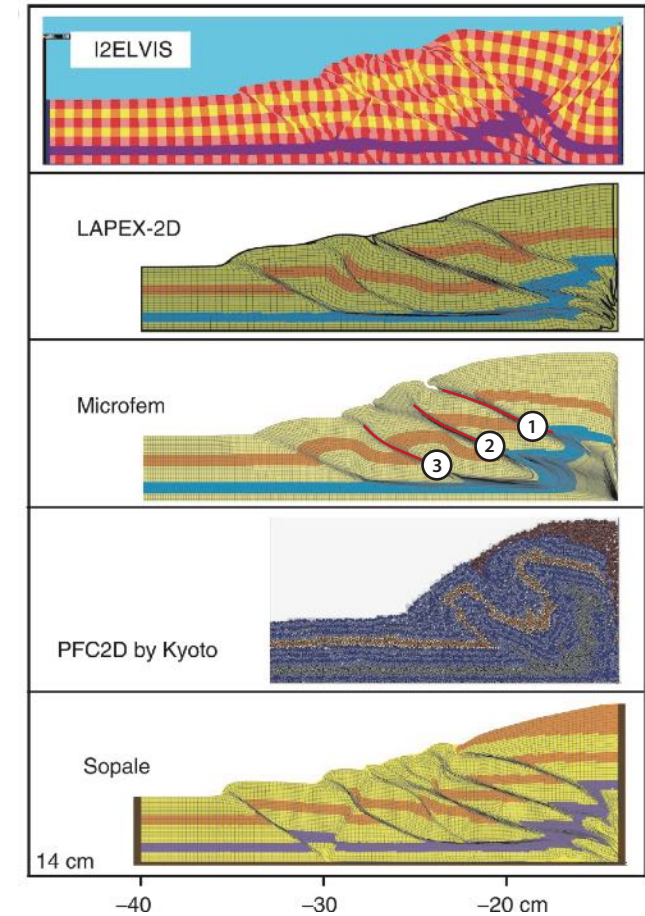 I2ELVIS
LAPEX-2D
Microfem
1
2
3
PFC2D by Kyoto
Sopale
14 cm
–40
–30
–20 cm